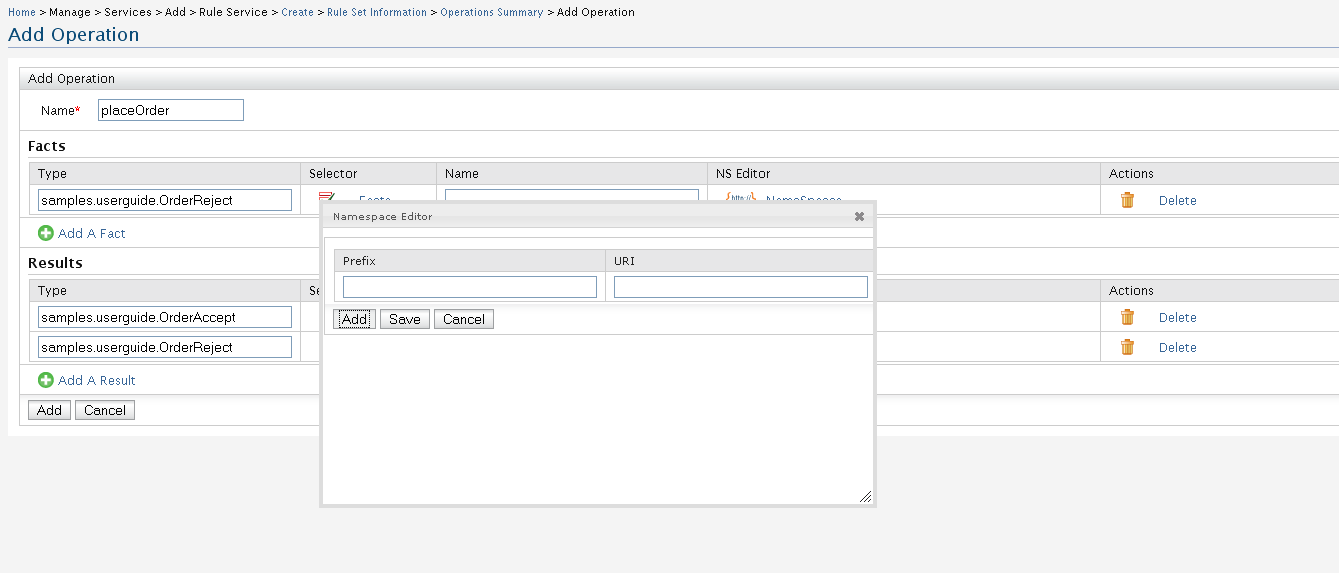 Home > Manage > Services > Add > Rule Service > Create > Rule Set Information > Operations Summary > Add Operation
Add Operation
Add Operation
Name* placeOrder
Facts
Type Selector Name NS Editor Actions
samples.userguide.OrderReject Facts NameSpaces Delete
Add A Fact
Namespace Editor
Prefix URI
Add Save Cancel
Results
Type Se Actions
samples.userguide.OrderAccept Delete
samples.userguide.OrderReject Delete
Add A Result
Add Cancel